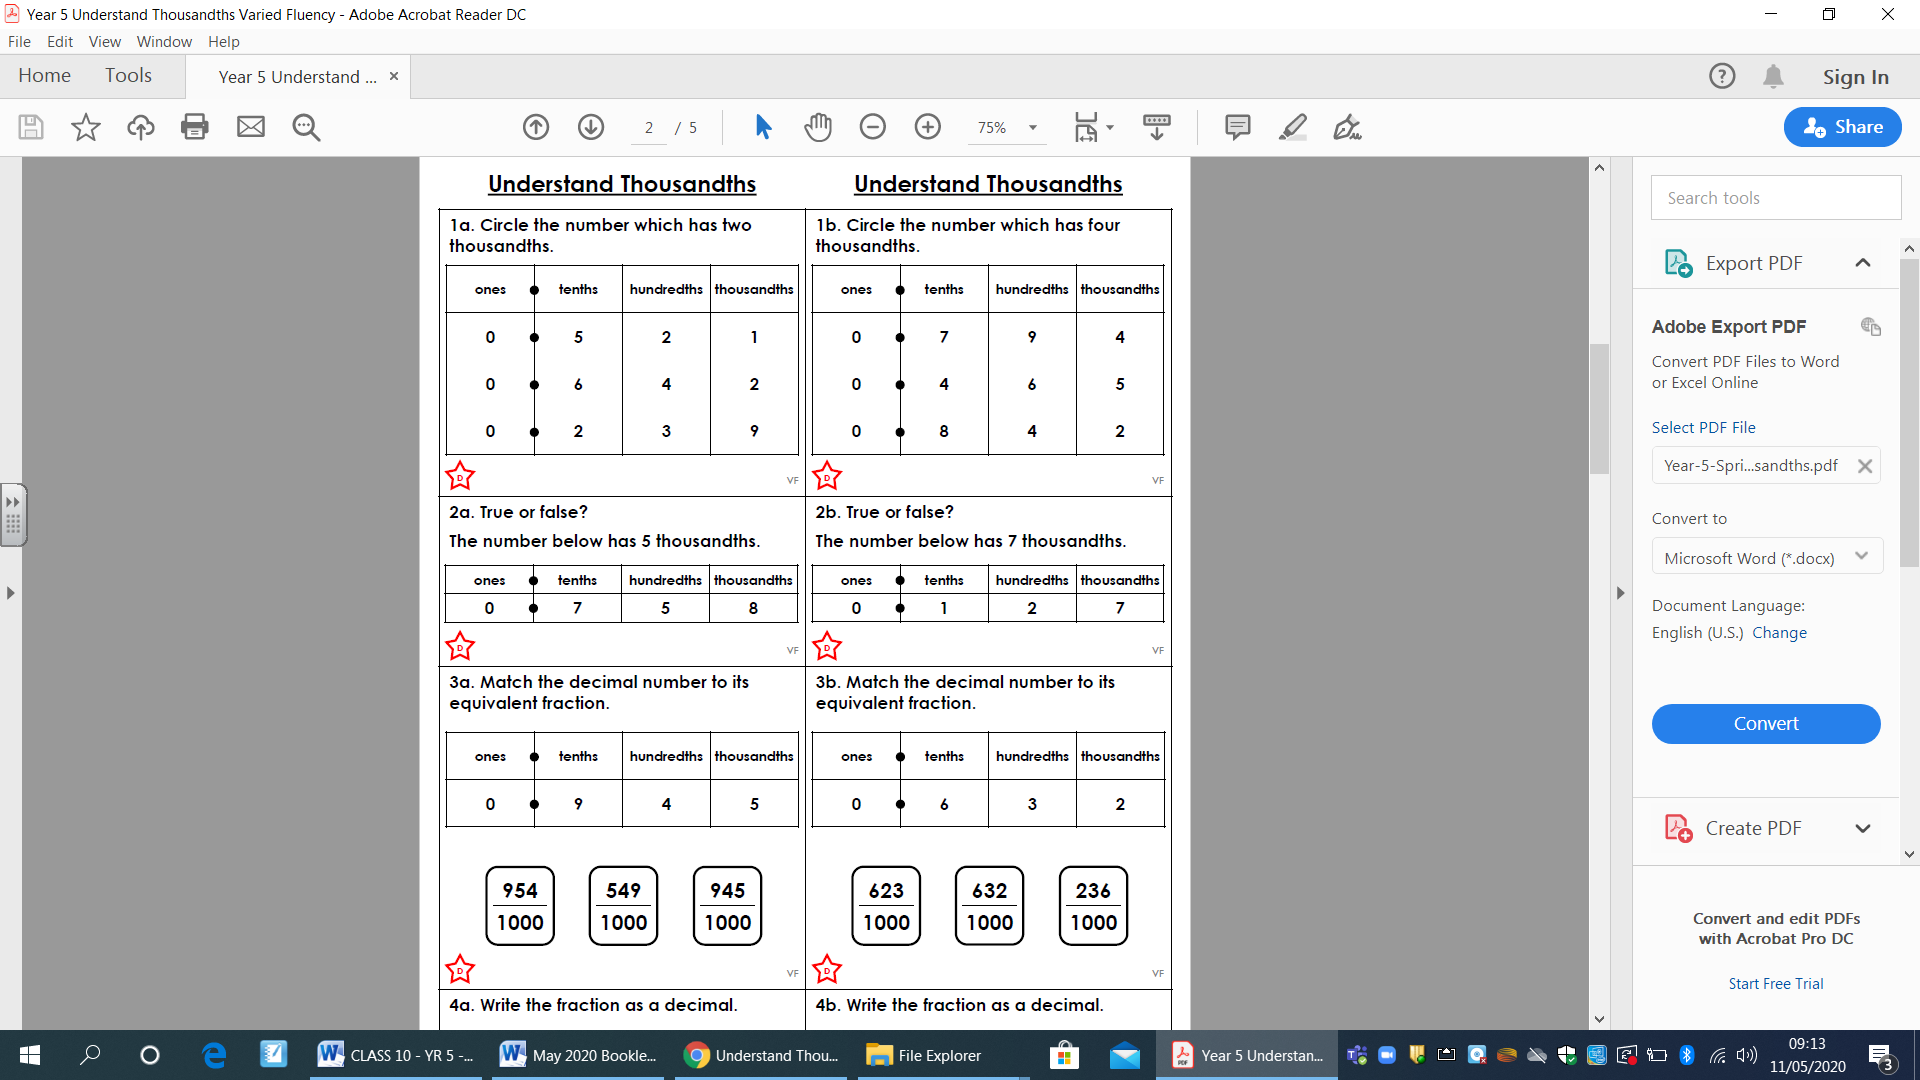 Year 5 Understand Thousandths Varied Fluency - Adobe Acrobat Reader DC
File Edit View Window Help
Home Tools Year 5 Understand ... × Sign In
2 / 5 75% Share
Understand Thousandths
1a. Circle the number which has two
thousandths.
ones • tenths hundredths thousandths
0 • 5 2 1
0 • 6 4 2
0 • 2 3 9
D VF
2a. True or false?
The number below has 5 thousandths.
ones • tenths hundredths thousandths
0 • 7 5 8
D VF
3a. Match the decimal number to its
equivalent fraction.
ones • tenths hundredths thousandths
0 • 9 4 5
954 549 945
1000 1000 1000
D VF
4a. Write the fraction as a decimal.
Understand Thousandths
1b. Circle the number which has four
thousandths.
ones • tenths hundredths thousandths
0 • 7 9 4
0 • 4 6 5
0 • 8 4 2
D VF
2b. True or false?
The number below has 7 thousandths.
ones • tenths hundredths thousandths
0 • 1 2 7
D VF
3b. Match the decimal number to its
equivalent fraction.
ones • tenths hundredths thousandths
0 • 6 3 2
623 632 236
1000 1000 1000
D VF
4b. Write the fraction as a decimal.
Search tools
Export PDF
Adobe Export PDF
Convert PDF Files to Word
or Excel Online
Select PDF File
Year-5-Spri...sandths.pdf
Convert to
Microsoft Word (*.docx)
Document Language:
English (U.S.) Change
Convert
Create PDF
Convert and edit PDFs
with Acrobat Pro DC
Start Free Trial
CLASS 10 - YR 5 -... May 2020 Bookle... Understand Thou... File Explorer Year 5 Understan...
09:13
11/05/2020
3